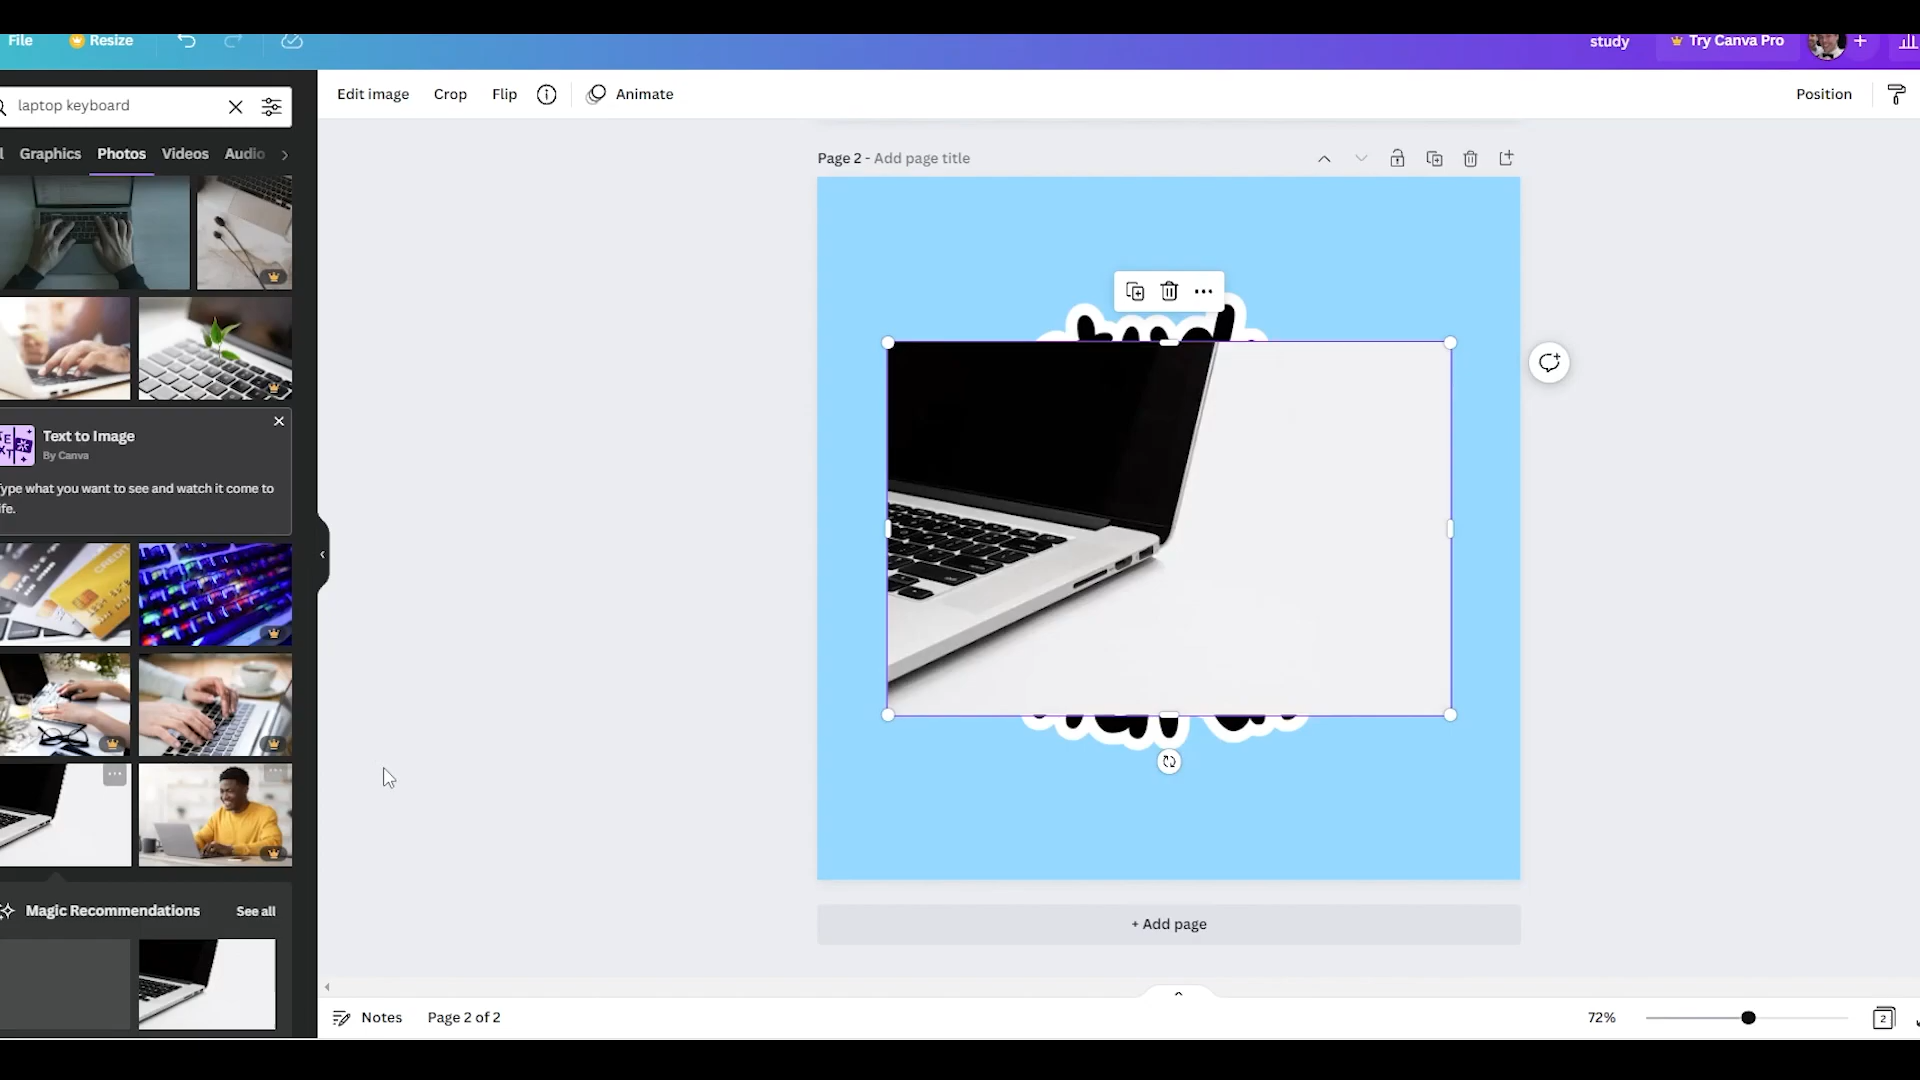 File
Resize
study
Try Canva Pro
laptop keyboard
Edit image
Crop
Flip
Animate
Position
Graphics
Photos
Videos
Audio
Page 2 - Add page title
Text to Image
By Canva
ype what you want to see and watch it come to
ife.
Magic Recommendations
See all
+ Add page
Notes
Page 2 of 2
72%
2